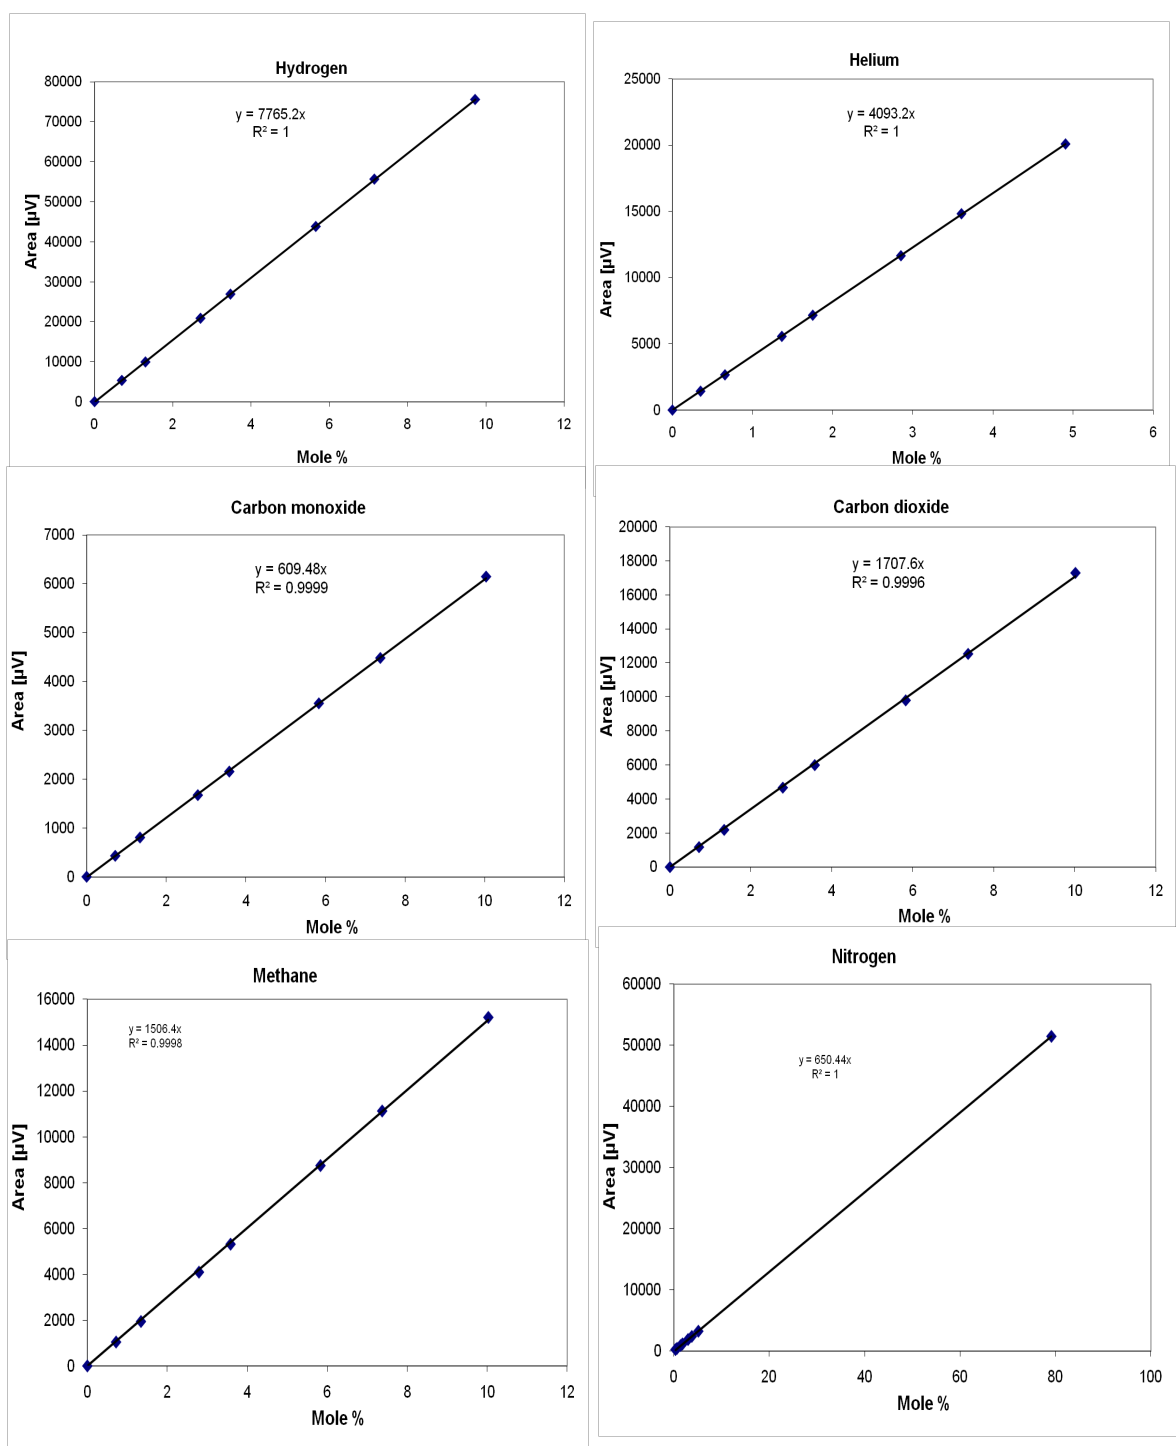 Hydrogen
y = 7765.2x
R² = 1
80000
70000
60000
50000
40000
30000
20000
10000
0
Area [µV]
0 2 4 6 8 10 12
Mole %
Helium
y = 4093.2x
R² = 1
25000
20000
15000
10000
5000
0
Area [µV]
0 1 2 3 4 5 6
Mole %
Carbon monoxide
y = 609.48x
R² = 0.9999
7000
6000
5000
4000
3000
2000
1000
0
Area [µV]
0 2 4 6 8 10 12
Mole %
Carbon dioxide
y = 1707.6x
R² = 0.9996
20000
18000
16000
14000
12000
10000
8000
6000
4000
2000
0
Area [µV]
0 2 4 6 8 10 12
Mole %
Methane
y = 1506.4x
R² = 0.9998
16000
14000
12000
10000
8000
6000
4000
2000
0
Area [µV]
0 2 4 6 8 10 12
Mole %
Nitrogen
y = 650.44x
R² = 1
60000
50000
40000
30000
20000
10000
0
Area [µV]
0 20 40 60 80 100
Mole %